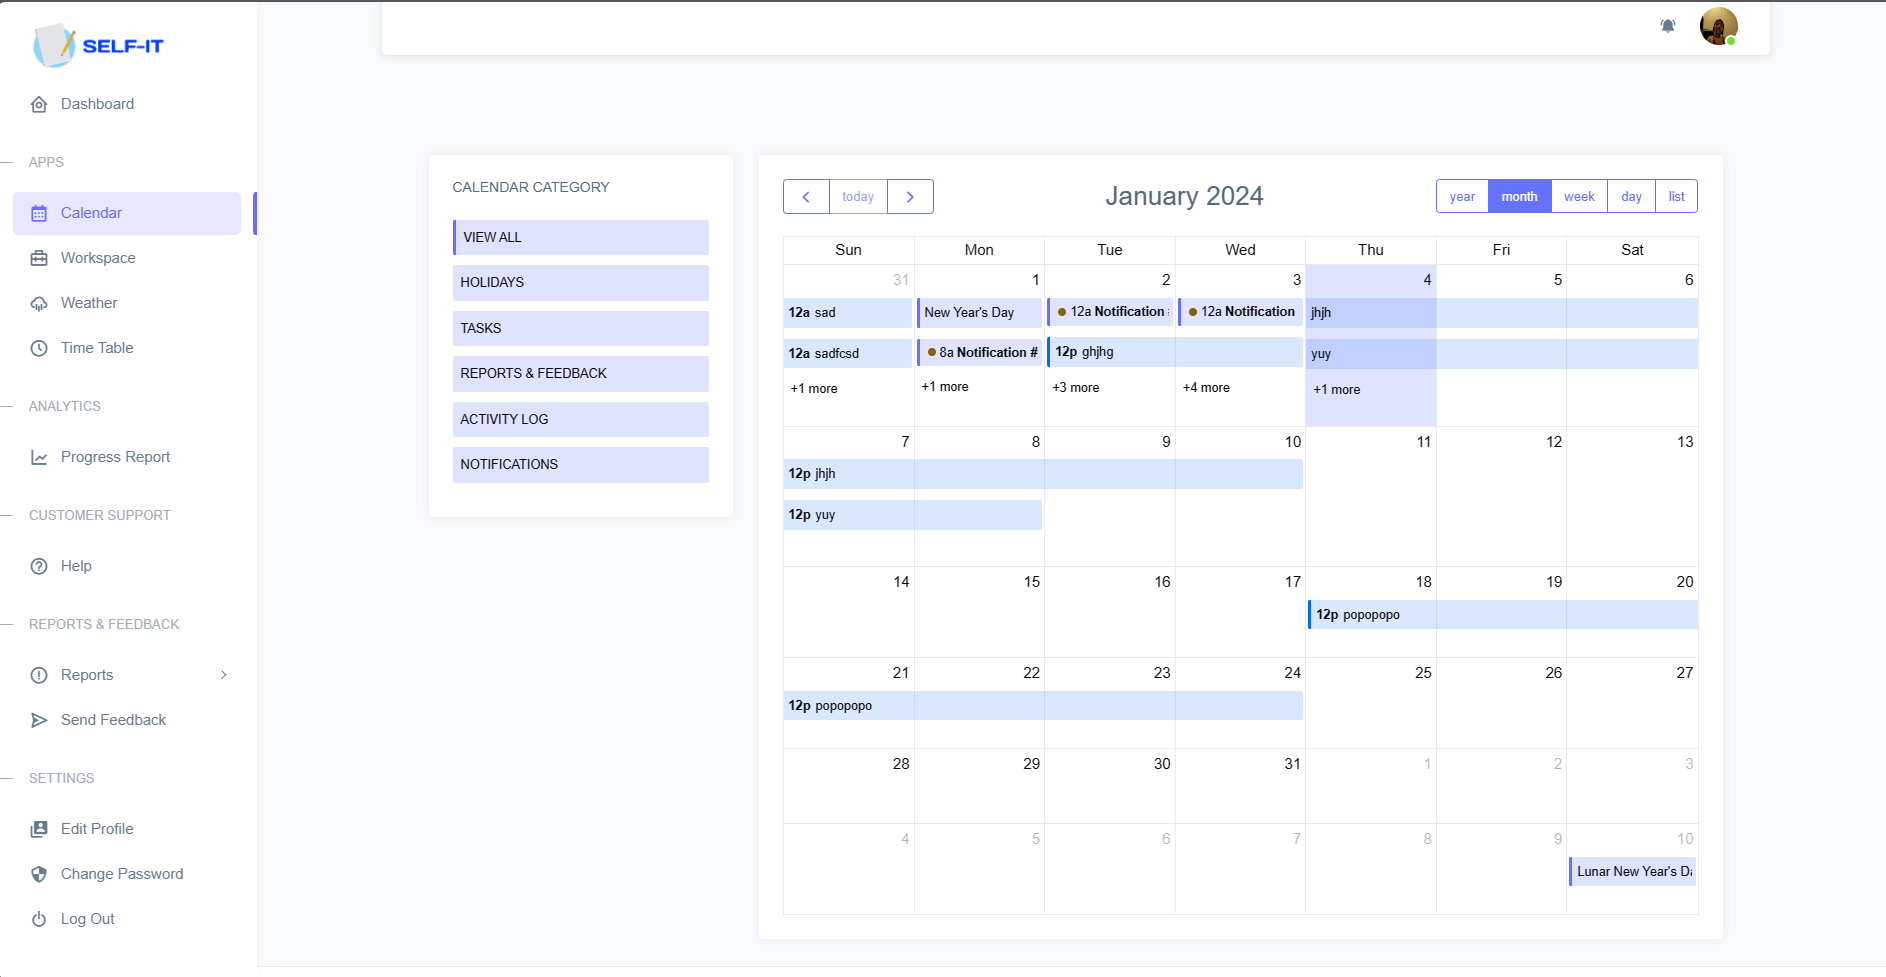 SELF-IT
Dashboard
APPS
Calendar
Workspace
Weather
Time Table
ANALYTICS
Progress Report
CUSTOMER SUPPORT
Help
REPORTS & FEEDBACK
Reports
Send Feedback
SETTINGS
Edit Profile
Change Password
Log Out
CALENDAR CATEGORY
VIEW ALL
HOLIDAYS
TASKS
REPORTS & FEEDBACK
ACTIVITY LOG
NOTIFICATIONS
today
January 2024
year month week day list
Sun Mon Tue Wed Thu Fri Sat
31 1 2 3 4 5 6
12a sad New Year's Day 12a Notification 12a Notification jhjh
12a sadfcsd 8a Notification # 12p ghjhg yuy
+1 more +1 more +3 more +4 more +1 more
7 8 9 10 11 12 13
12p jhjh
12p yuy
14 15 16 17 18 19 20
12p popopopo
21 22 23 24 25 26 27
12p popopopo
28 29 30 31 1 2 3
4 5 6 7 8 9 10
Lunar New Year's Da